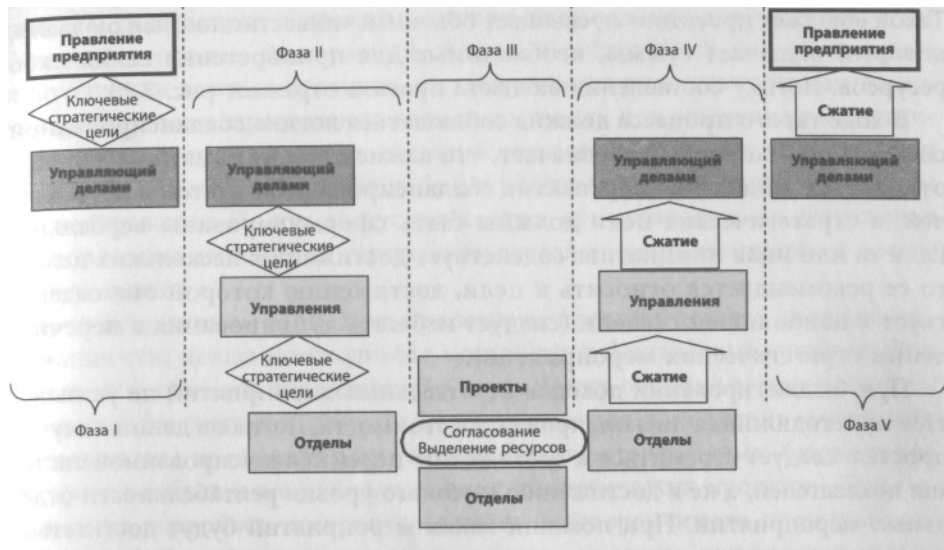 Правление
предприятия
Ключевые
стратегические
цели
Управляющий
делами
Фаза I
Фаза II
Управляющий
делами
Ключевые
стратегические
цели
Управления
Ключевые
стратегические
цели
Отделы
Фаза III
Проекты
Согласование
Выделение ресурсов
Отделы
Фаза IV
Управляющий
делами
Сжатие
Управления
Сжатие
Отделы
Правление
предприятия
Сжатие
Управляющий
делами
Фаза V